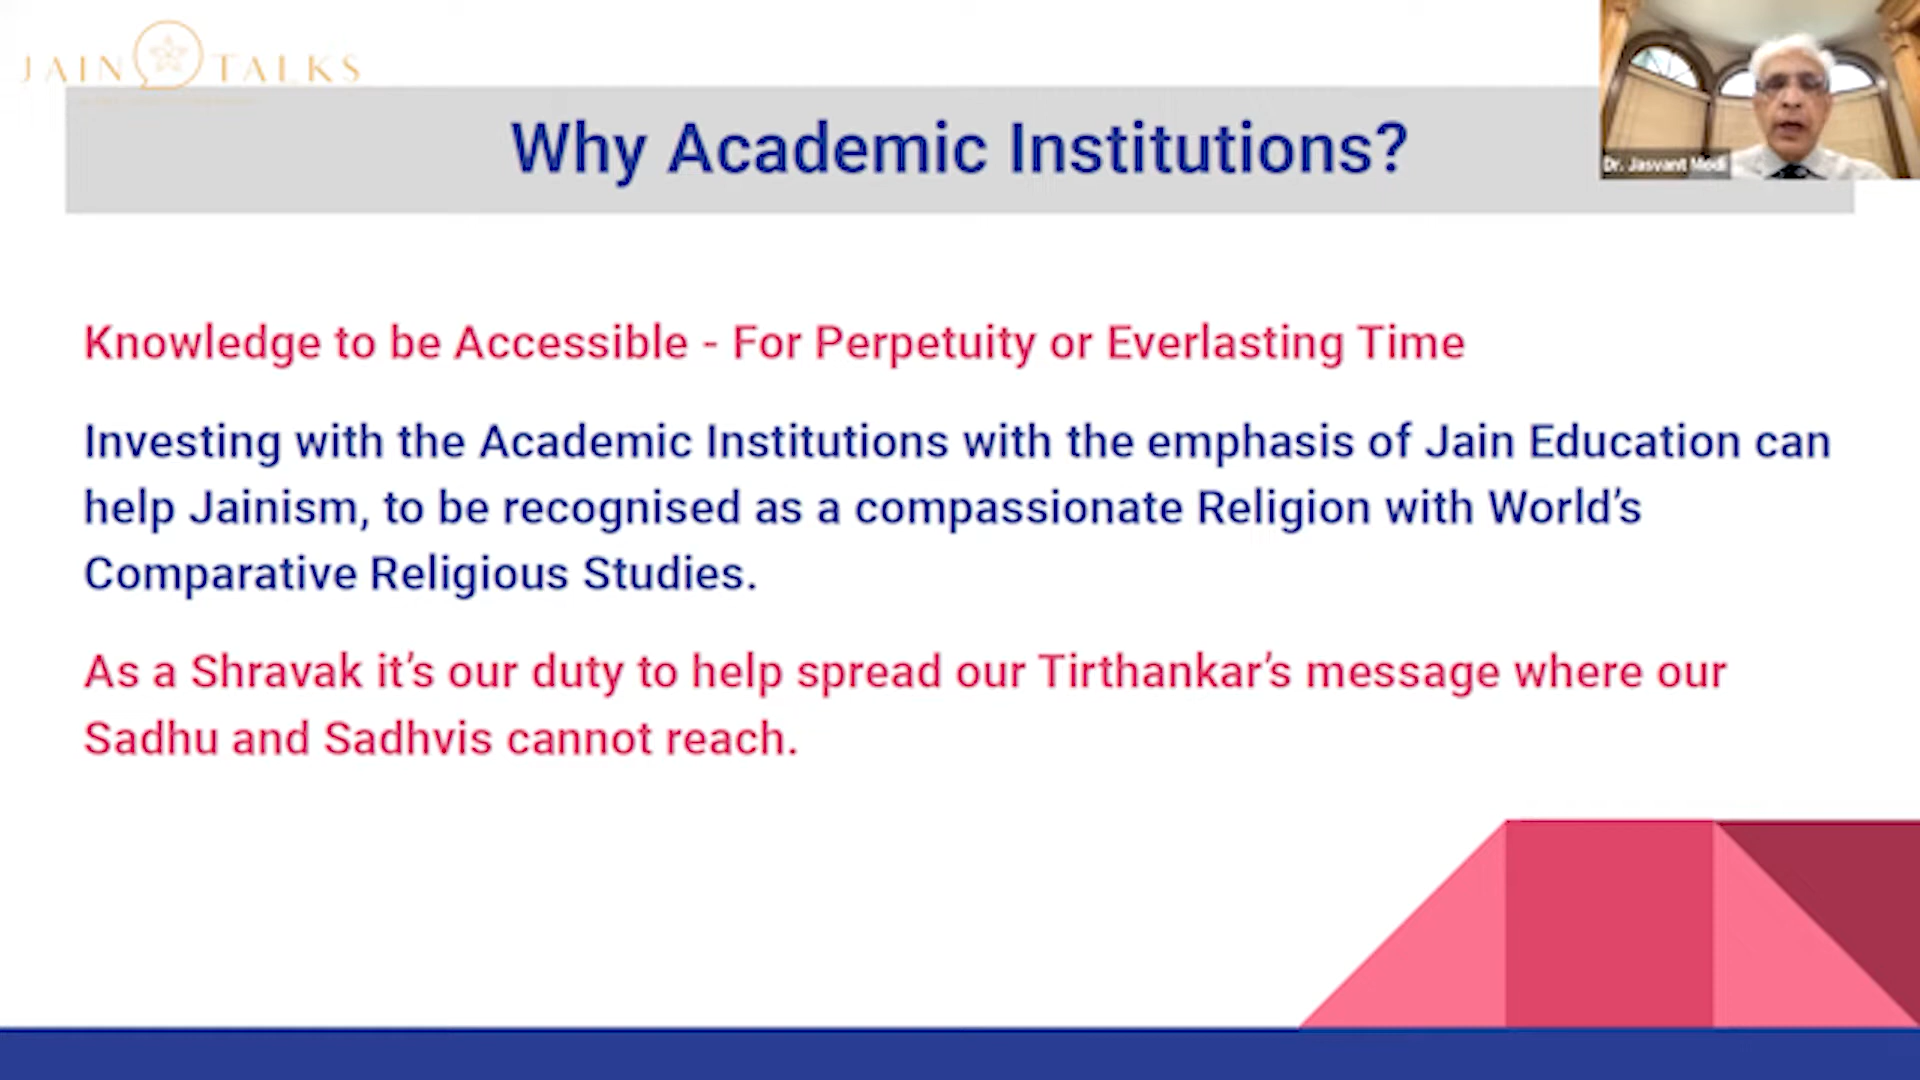 JAIN TALKS
Why Academic Institutions?
Dr. Jasvant Modi
Knowledge to be Accessible - For Perpetuity or Everlasting Time
Investing with the Academic Institutions with the emphasis of Jain Education can
help Jainism, to be recognised as a compassionate Religion with World’s
Comparative Religious Studies.
As a Shravak it’s our duty to help spread our Tirthankar’s message where our
Sadhu and Sadhvis cannot reach.